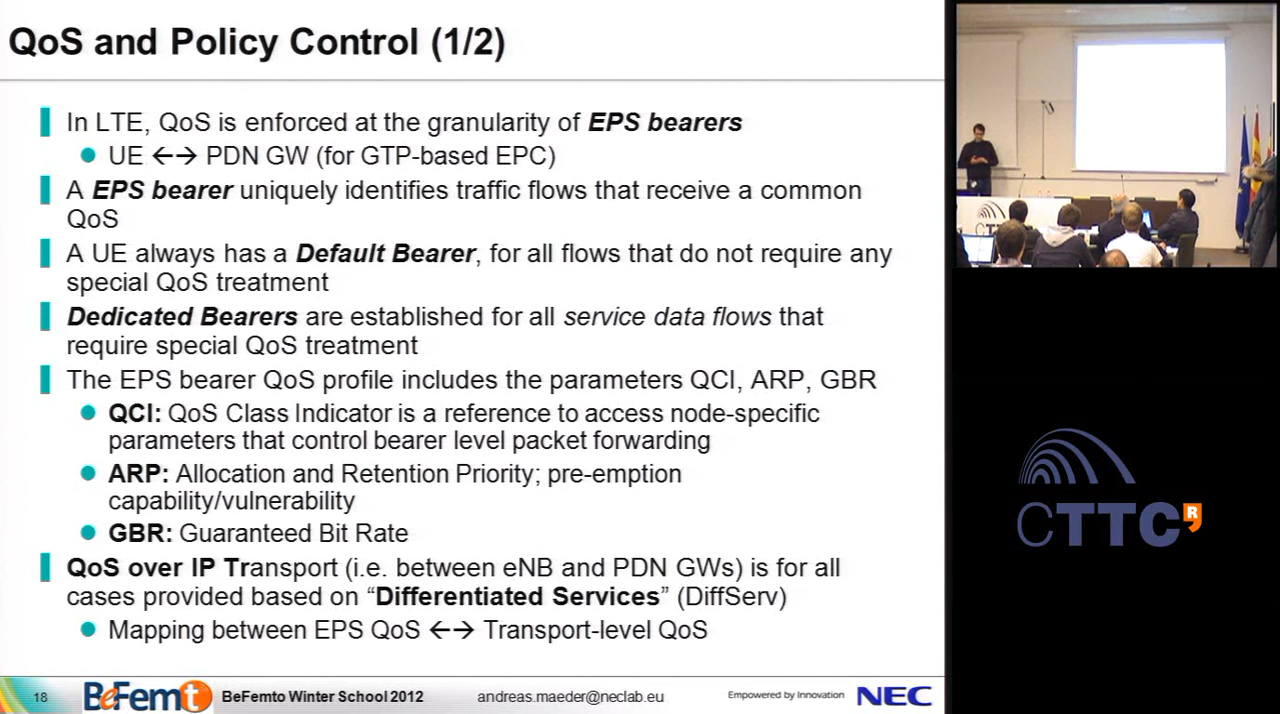 QoS and Policy Control (1/2)
In LTE, QoS is enforced at the granularity of EPS bearers
UE ←→ PDN GW (for GTP-based EPC)
A EPS bearer uniquely identifies traffic flows that receive a common
QoS
A UE always has a Default Bearer, for all flows that do not require any
special QoS treatment
Dedicated Bearers are established for all service data flows that
require special QoS treatment
The EPS bearer QoS profile includes the parameters QCI, ARP, GBR
QCI: QoS Class Indicator is a reference to access node-specific
parameters that control bearer level packet forwarding
ARP: Allocation and Retention Priority; pre-emption
capability/vulnerability
GBR: Guaranteed Bit Rate
QoS over IP Transport (i.e. between eNB and PDN GWs) is for all
cases provided based on “Differentiated Services” (DiffServ)
Mapping between EPS QoS ←→ Transport-level QoS
18
BeFemt
BeFemto Winter School 2012
andreas.maeder@neclab.eu
Empowered by Innovation
NEC
CTTC
CTTC R